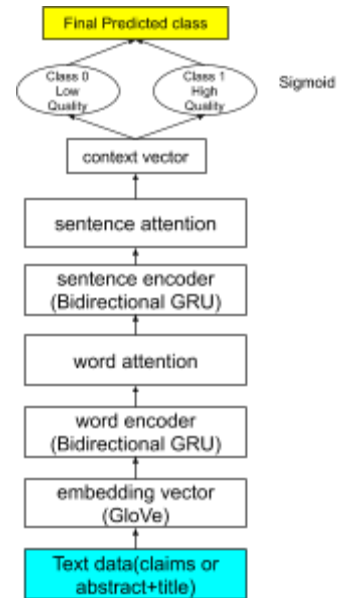 Final Predicted class
Class 0
Low
Quality
Class 1
High
Quality
Sigmoid
context vector
sentence attention
sentence encoder
(Bidirectional GRU)
word attention
word encoder
(Bidirectional GRU)
embedding vector
(GloVe)
Text data(claims or
abstract+title)